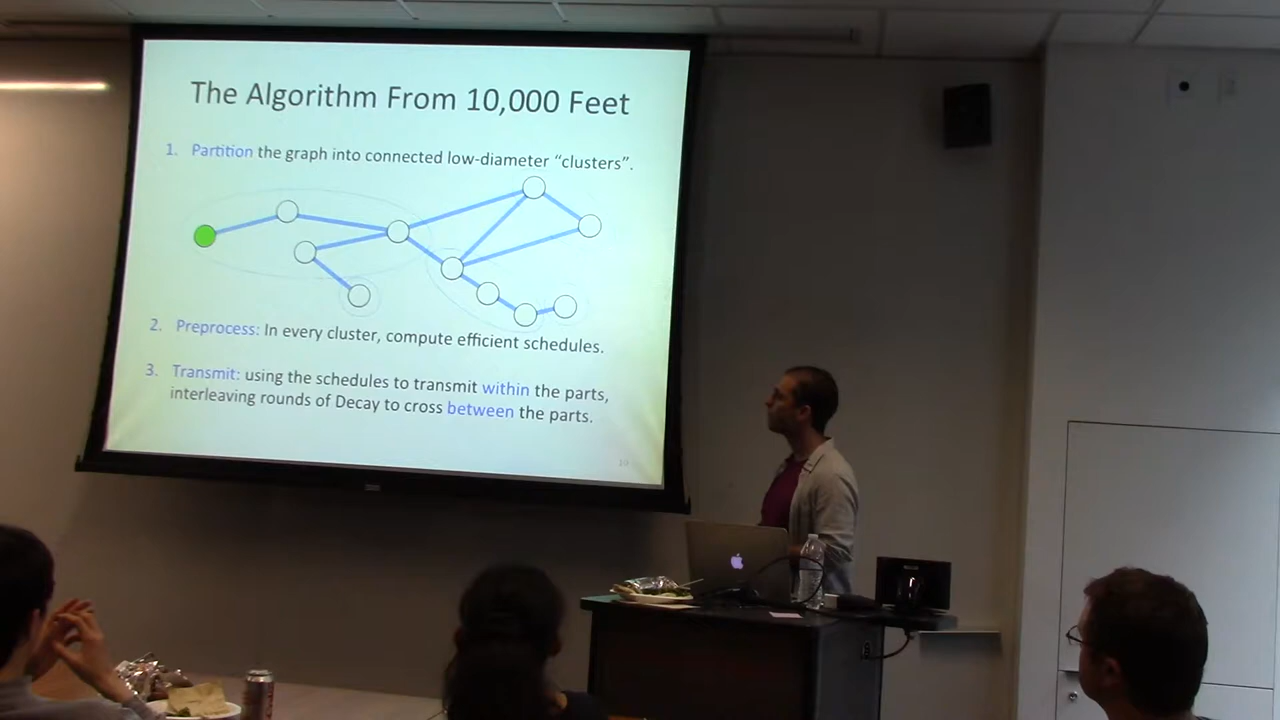 The Algorithm From 10,000 Feet
1. Partition the graph into connected low-diameter “clusters”.
2. Preprocess: In every cluster, compute efficient schedules.
3. Transmit: using the schedules to transmit within the parts,
interleaving rounds of Decay to cross between the parts.